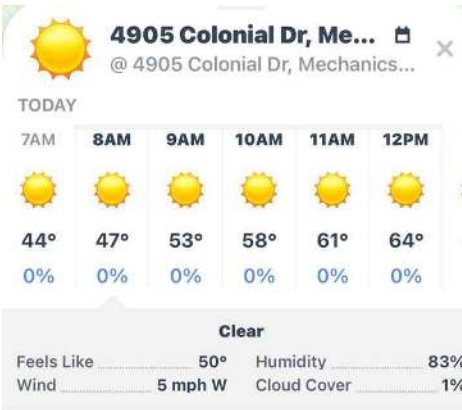 4905 Colonial Dr, Me...
@ 4905 Colonial Dr, Mechanics...
TODAY
7AM 8AM 9AM 10AM 11AM 12PM
44° 47° 53° 58° 61° 64°
0% 0% 0% 0% 0% 0%
Clear
Feels Like 50° Humidity 83%
Wind 5 mph W Cloud Cover 1%